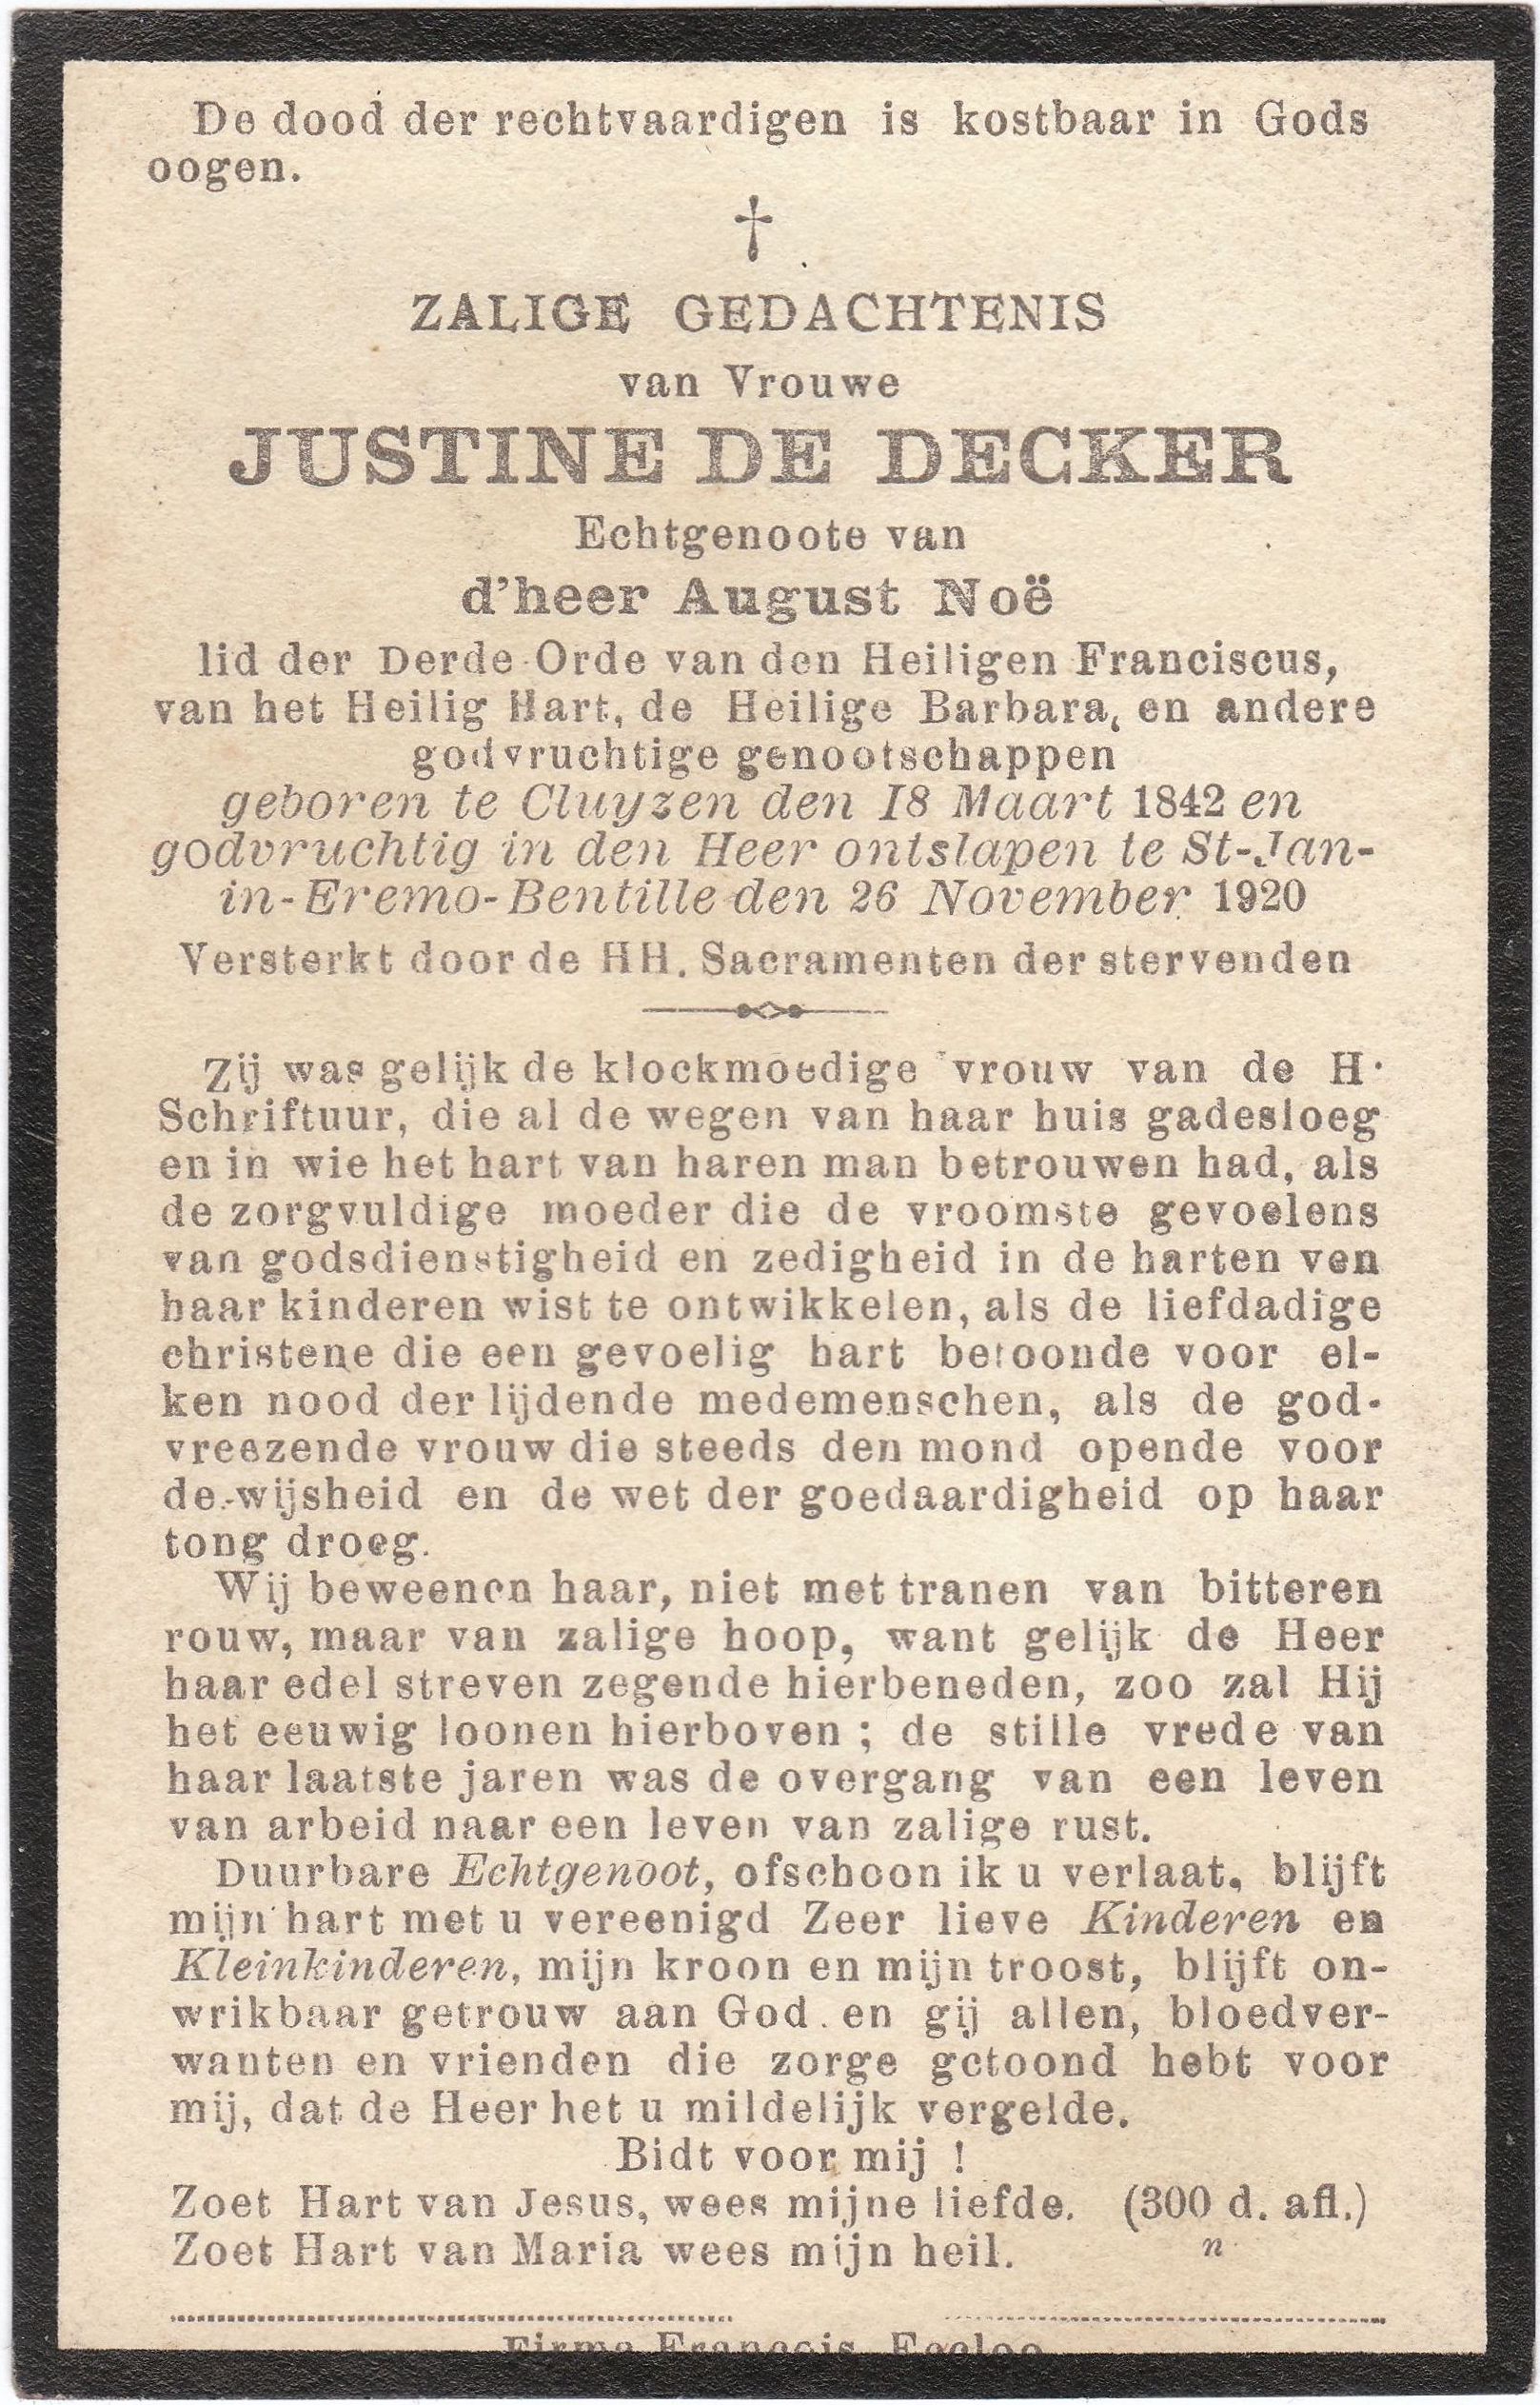 De dood der rechtvaardigen is kostbaar in Gods
oogen.
†
ZALIGE GEDACHTENIS
van Vrouwe
JUSTINE DE DECKER
Echtgenoote van
d'heer August Noë
lid der Derde Orde van den Heiligen Franciscus,
van het Heilig Hart, de Heilige Barbara, en andere
godvruchtige genootschappen
geboren te Cluyzen den 18 Maart 1842 en
godvruchtig in den Heer ontslapen te St-Jan-
in-Eremo-Bentille den 26 November 1920
Versterkt door de HH. Sacramenten der stervenden
Zij was gelijk de klockmoedige vrouw van de H.
Schriftuur, die al de wegen van haar huis gadesloeg
en in wie het hart van haren man betrouwen had, als
de zorgvuldige moeder die de vroomste gevoelens
van godsdienstigheid en zedigheid in de harten ven
haar kinderen wist te ontwikkelen, als de liefdadige
christene die een gevoelig hart betoonde voor el-
ken nood der lijdende medemenschen, als de god-
vreezende vrouw die steeds den mond opende voor
de wijsheid en de wet der goedaardigheid op haar
tong droeg.
Wij beweenen haar, niet met tranen van bitteren
rouw, maar van zalige hoop, want gelijk de Heer
haar edel streven zegende hierbeneden, zoo zal Hij
het eeuwig loonen hierboven ; de stille vrede van
haar laatste jaren was de overgang van een leven
van arbeid naar een leven van zalige rust.
Duurbare Echtgenoot, ofschoon ik u verlaat, blijft
mijn hart met u vereenigd Zeer lieve Kinderen en
Kleinkinderen, mijn kroon en mijn troost, blijft on-
wrikbaar getrouw aan God. en gij allen, bloedver-
wanten en vrienden die zorge getoond hebt voor
mij, dat de Heer het u mildelijk vergelde.
Bidt voor mij !
Zoet Hart van Jesus, wees mijne liefde. (300 d. afl.)
Zoet Hart van Maria wees mijn heil. n
Firma François, Eecloo